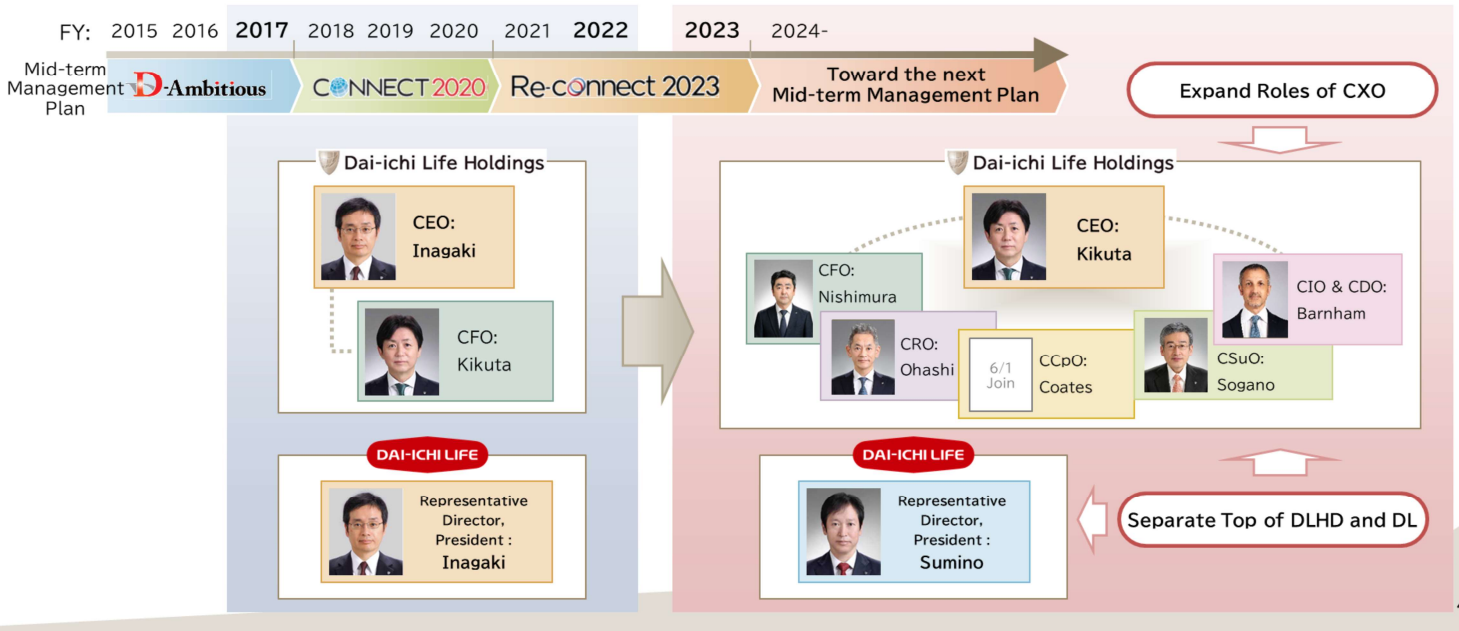 FY: 2015 2016 2017 2018 2019 2020 2021 2022 2023 2024-
Mid-term
Management
Plan
D-Ambitious
CONNECT2020
Re-connect 2023
Toward the next
Mid-term Management Plan
Expand Roles of CXO
Dai-ichi Life Holdings
CEO:
Inagaki
CFO:
Kikuta
DAI-ICHI LIFE
Representative
Director,
President :
Inagaki
Dai-ichi Life Holdings
CEO:
Kikuta
CFO:
Nishimura
CRO:
Ohashi
6/1
Join
CCpO:
Coates
CSuO:
Sogano
CIO & CDO:
Barnham
DAI-ICHI LIFE
Representative
Director,
President :
Sumino
Separate Top of DLHD and DL